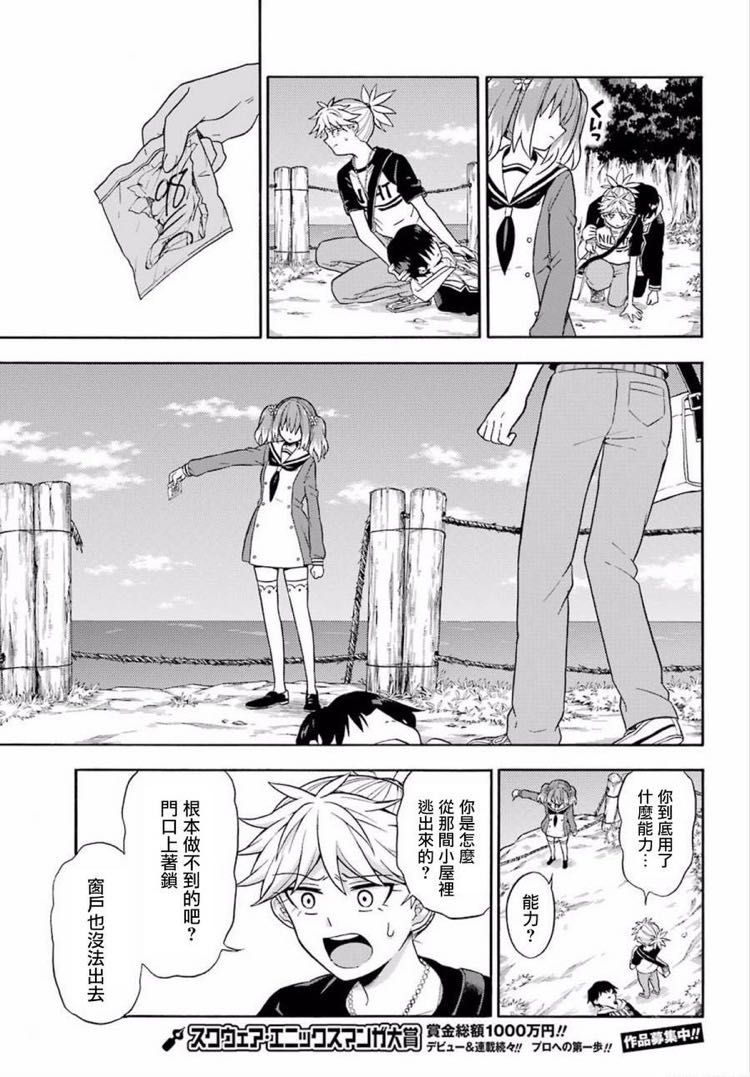 くいっ
NIC
HT
98
你到底用了
什麼能力…
能力？
你是怎麼
從那間小屋裡
逃出來的？
根本做不到的吧？
門口上著鎖
窗戶也沒法出去
スクウェア・エニックスマンガ大賞
賞金総額1000万円!!
デビュー&連載続々!!　プロへの第一歩!!
作品募集中!!